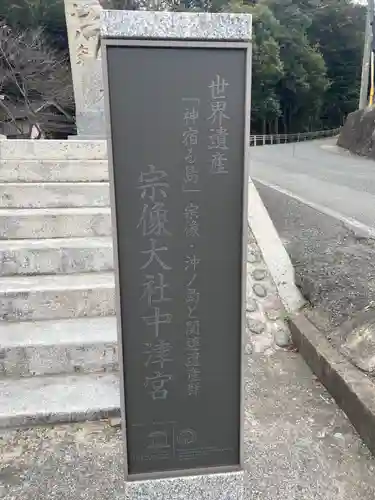 世界遺産
「神宿る島」宗像・沖ノ島と関連遺産群
宗像大社中津宮